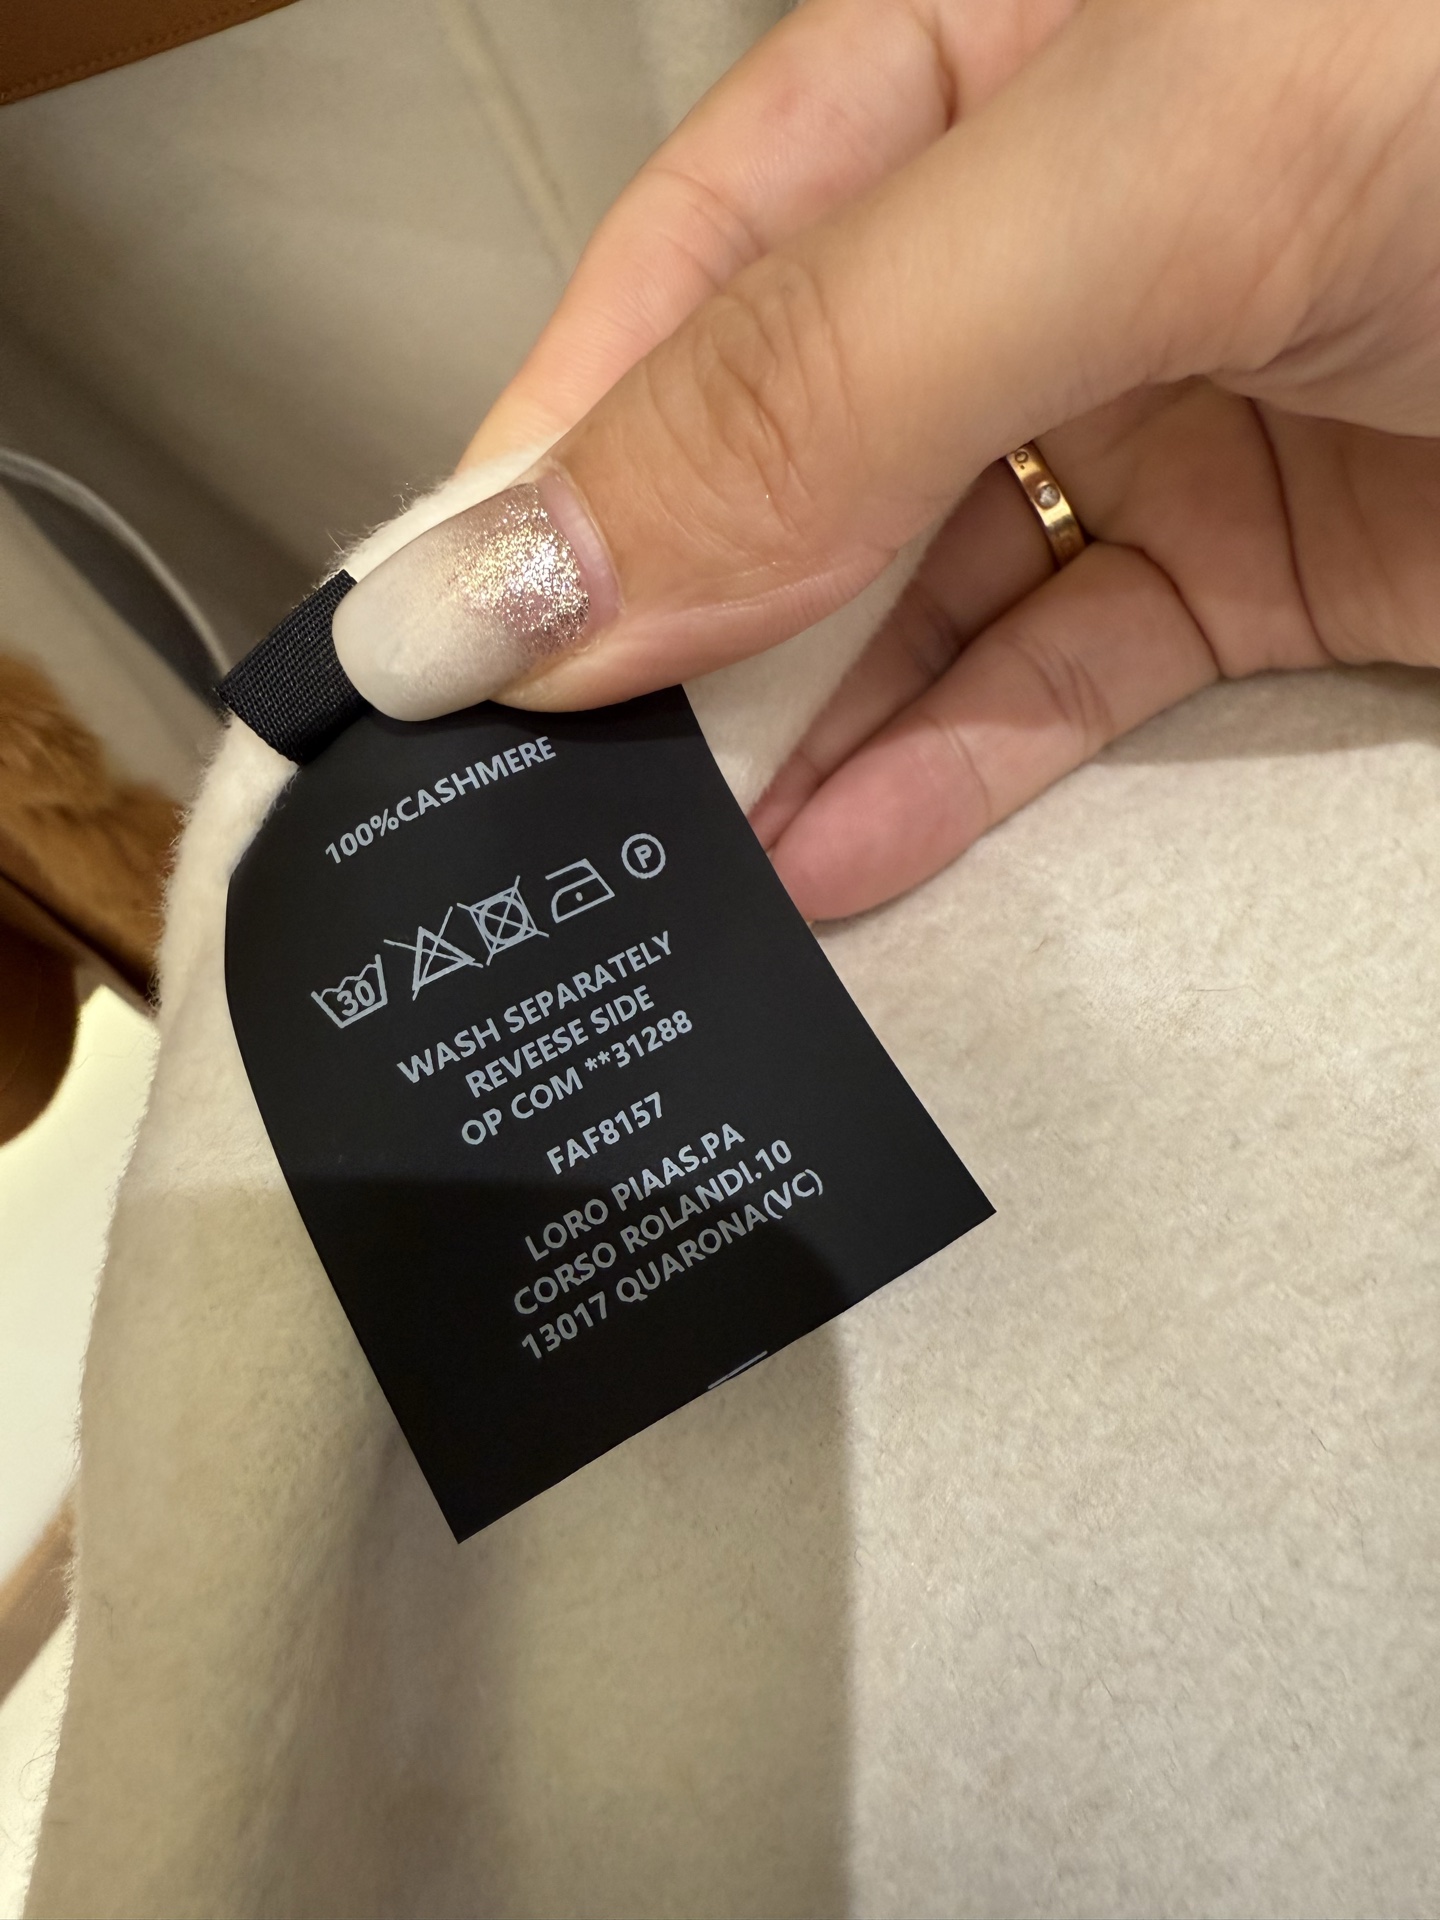 100%CASHMERE
30 P
WASH SEPARATELY
REVEESE SIDE
OP COM **31288
FAF8157
LORO PIAAS.PA
CORSO ROLANDI.10
13017 QUARONA(VC)